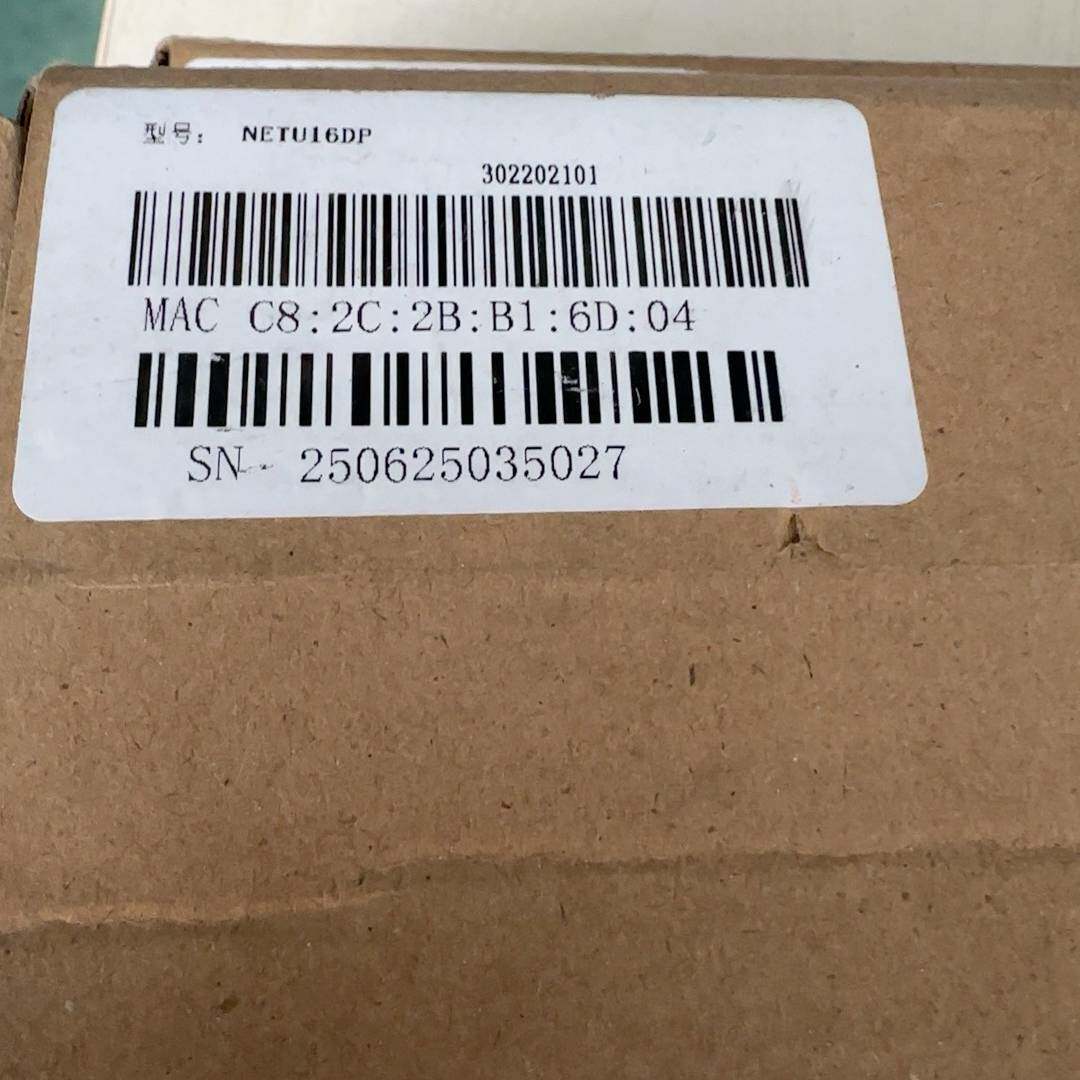 型号： NETU16DP
302202101
MAC C8:2C:2B:B1:6D:04
SN 250625035027